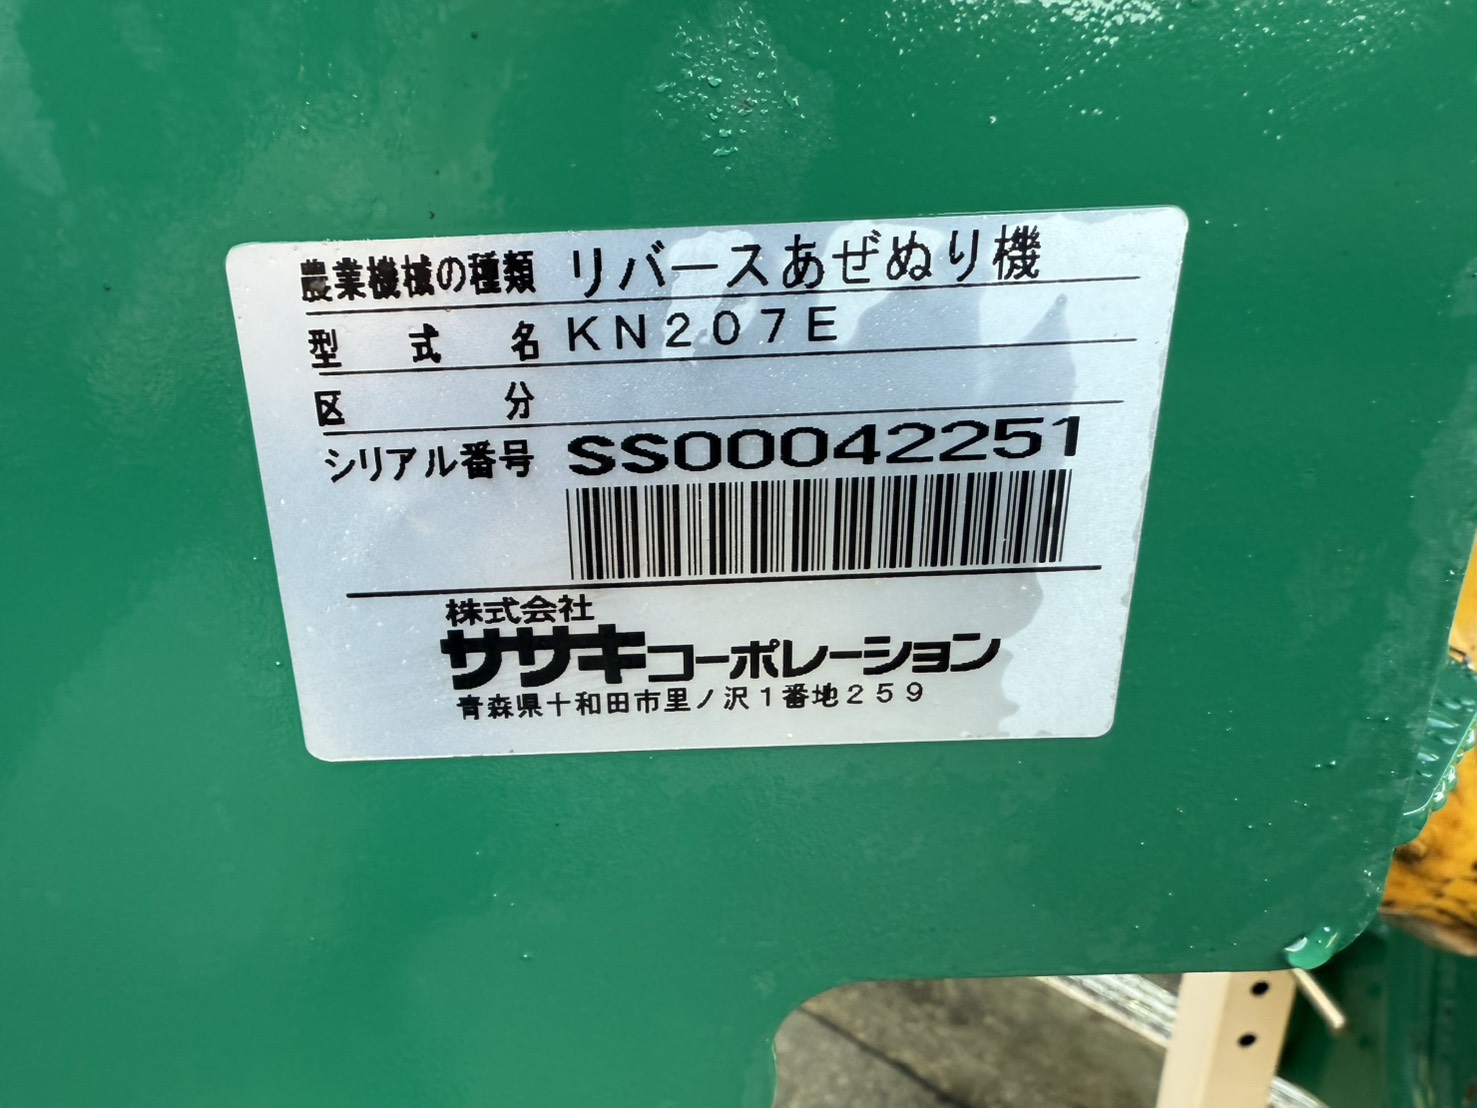 農業機械の種類 リバースあぜぬり機
型式名 KN207E
区分
シリアル番号 SS00042251
株式会社
ササキコーポレーション
青森県十和田市里ノ沢1番地259